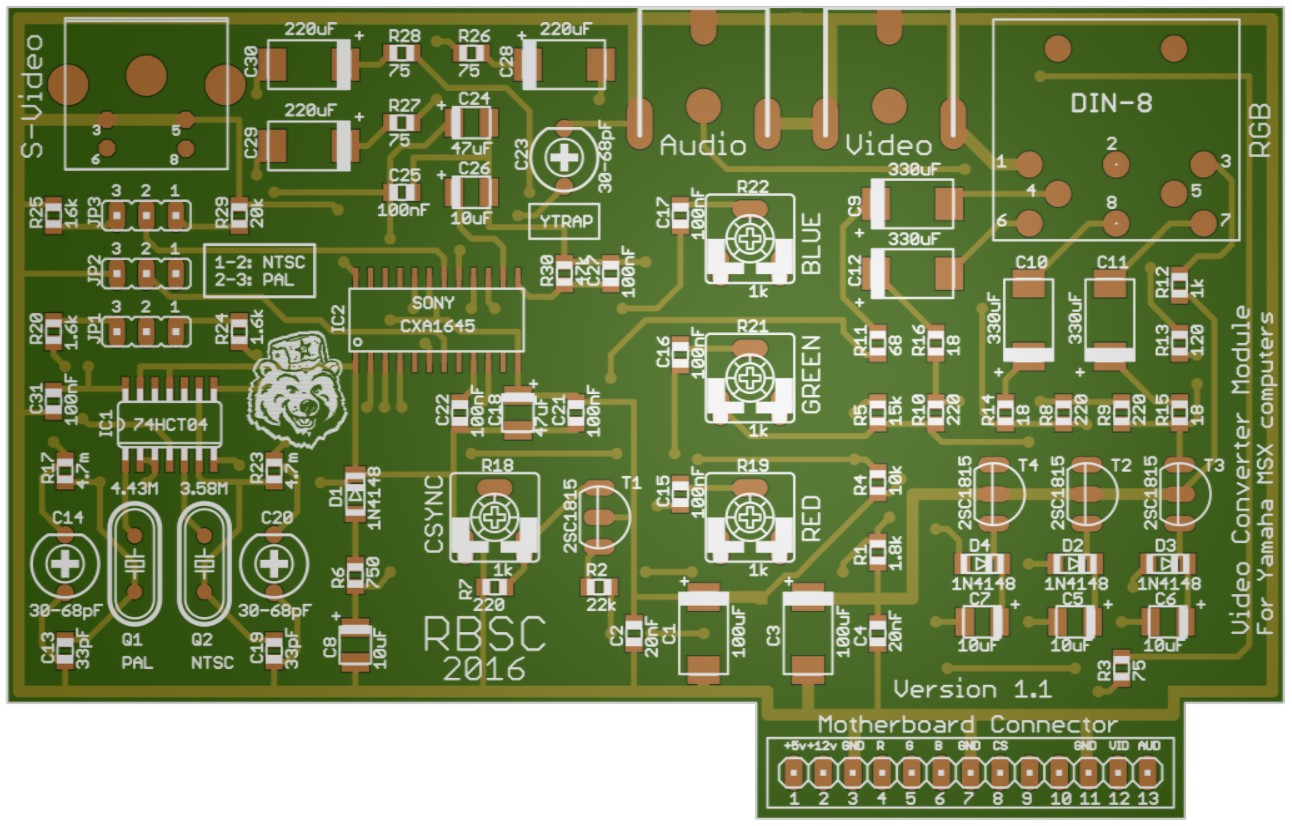 S-Video
3
5
6
8
220uF
C30
+
R28
75
R26
75
220uF
C28
+
220uF
C29
+
R27
75
C24
+
47uF
C25
100nF
C26
+
10uF
C23
30-68pF
YTRAP
Audio
Video
DIN-8
RGB
1
2
3
4
5
6
7
8
R25
1.6k
JP3
3 2 1
R29
20k
JP2
3 2 1
1-2: NTSC
2-3: PAL
R20
1.6k
JP1
3 2 1
R24
1.6k
IC2
SONY
CXA1645
R30
C27
100nF
C17
100nF
R22
1k
BLUE
330uF
C9
+
330uF
C12
+
C10
330uF
+
C11
330uF
+
R12
1k
R13
120
C31
100nF
IC1
74HCT04
C22
100nF
C18
47uF
+
C21
100nF
C16
100nF
R21
1k
GREEN
R11
68
R16
18
R5
15k
R10
220
R14
18
R8
220
R9
220
R15
18
R17
4.7m
4.43M
3.58M
R23
4.7m
D1
1N4148
CSYNC
R18
1k
2SC1815
T1
C15
100nF
R19
1k
RED
R4
10k
2SC1815
T4
2SC1815
T2
2SC1815
T3
C14
30-68pF
C20
30-68pF
R6
750
R7
220
R2
22k
R1
1.8k
D4
1N4148
D2
1N4148
D3
1N4148
C13
33pF
Q1
PAL
Q2
NTSC
C19
33pF
C8
+
10uF
RBSC
2016
C2
20nF
C1
+
100uF
C3
+
100uF
C4
20nF
C7
+
10uF
C5
+
10uF
C6
+
10uF
R3
75
Video Converter Module
For Yamaha MSX computers
Version 1.1
Motherboard Connector
+5v +12v GND R G B GND CS GND VID AUD
1 2 3 4 5 6 7 8 9 10 11 12 13